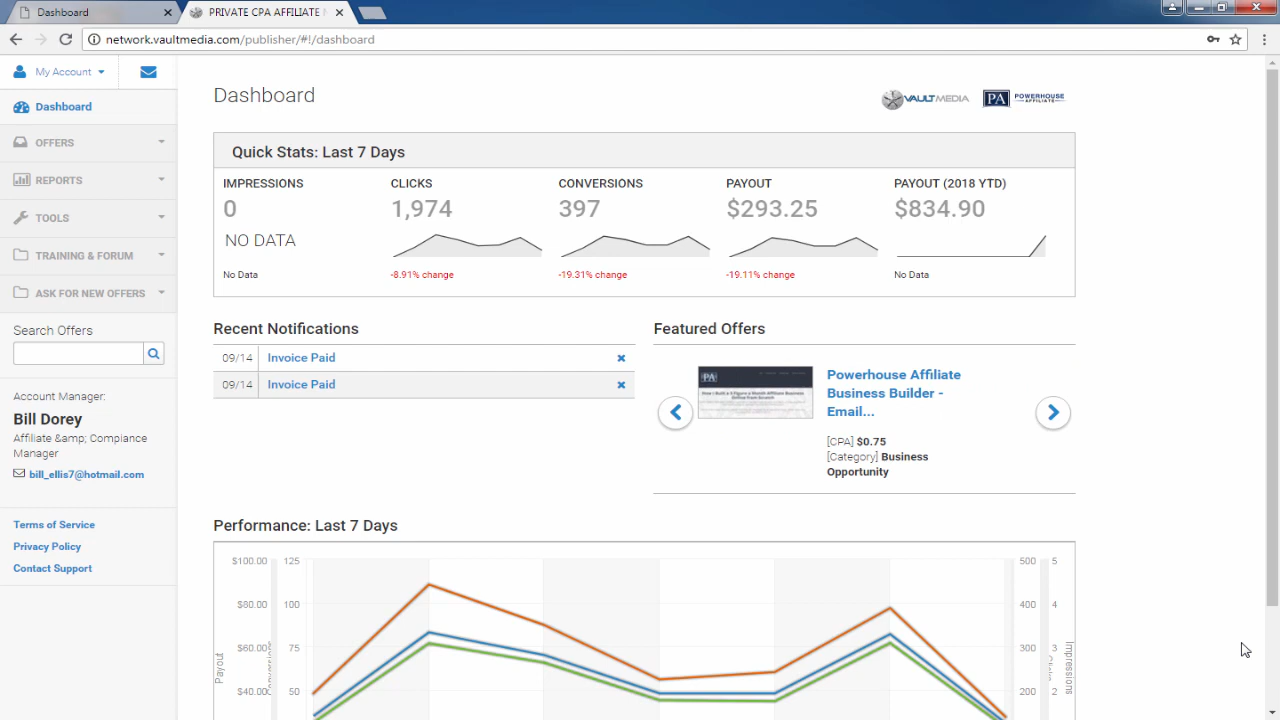 Dashboard
PRIVATE CPA AFFILIATE
network.vaultmedia.com/publisher/#!/dashboard
My Account
Dashboard
OFFERS
REPORTS
TOOLS
TRAINING & FORUM
ASK FOR NEW OFFERS
Search Offers
Account Manager:
Bill Dorey
Affiliate &amp; Compiance
Manager
bill_ellis7@hotmail.com
Terms of Service
Privacy Policy
Contact Support
Dashboard
VAULTMEDIA
PA POWERHOUSE
AFFILIATE
Quick Stats: Last 7 Days
IMPRESSIONS
0
NO DATA
No Data
CLICKS
1,974
-8.91% change
CONVERSIONS
397
-19.31% change
PAYOUT
$293.25
-19.11% change
PAYOUT (2018 YTD)
$834.90
No Data
Recent Notifications
09/14 Invoice Paid
09/14 Invoice Paid
Featured Offers
PA
Powerhouse Affiliate
Business Builder -
Email...
[CPA] $0.75
[Category] Business
Opportunity
Performance: Last 7 Days
$100.00 125 500 5
$80.00 100 400 4
$60.00 75 300 3
$40.00 50 200 2
Payout
Impressions